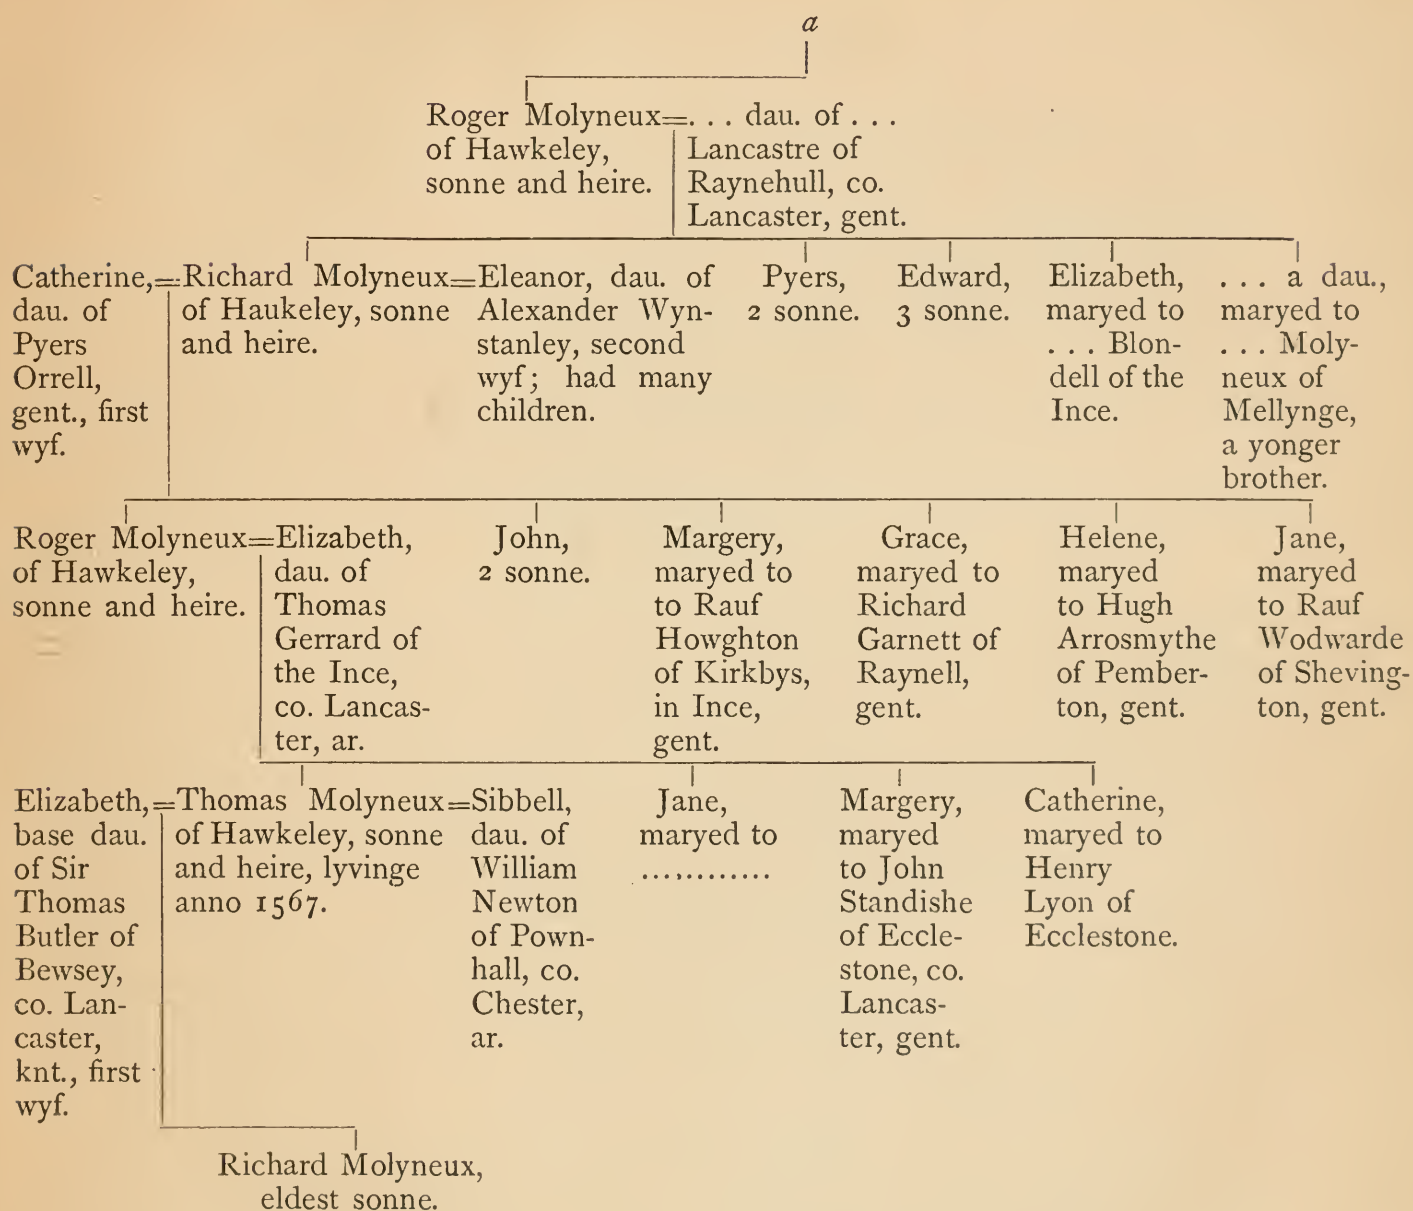 a
Roger Molyneux=. . . dau. of . . .
of Hawkeley,
sonne and heire.
Lancastre of
Raynehull, co.
Lancaster, gent.
Catherine,=
dau. of
Pyers
Orrell,
gent., first
wyf.
Richard Molyneux=
of Haukeley, sonne
and heire.
Eleanor, dau. of
Alexander Wyn-
stanley, second
wyf; had many
children.
Pyers,
2 sonne.
Edward,
3 sonne.
Elizabeth,
maryed to
. . . Blon-
dell of the
Ince.
. . . a dau.,
maryed to
. . . Moly-
neux of
Mellynge,
a yonger
brother.
Roger Molyneux=
of Hawkeley,
sonne and heire.
Elizabeth,
dau. of
Thomas
Gerrard of
the Ince,
co. Lancas-
ter, ar.
John,
2 sonne.
Margery,
maryed to
to Rauf
Howghton
of Kirkbys,
in Ince,
gent.
Grace,
maryed to
Richard
Garnett of
Raynell,
gent.
Helene,
maryed
to Hugh
Arrosmythe
of Pember-
ton, gent.
Jane,
maryed
to Rauf
Wodwarde
of Sheving-
ton, gent.
Elizabeth,=
base dau.
of Sir
Thomas
Butler of
Bewsey,
co. Lan-
caster,
knt., first
wyf.
Thomas Molyneux=
of Hawkeley, sonne
and heire, lyvinge
anno 1567.
Sibbell,
dau. of
William
Newton
of Pown-
hall, co.
Chester,
ar.
Jane,
maryed to
............
Margery,
maryed
to John
Standishe
of Eccle-
stone, co.
Lancas-
ter, gent.
Catherine,
maryed to
Henry
Lyon of
Ecclestone.
Richard Molyneux,
eldest sonne.